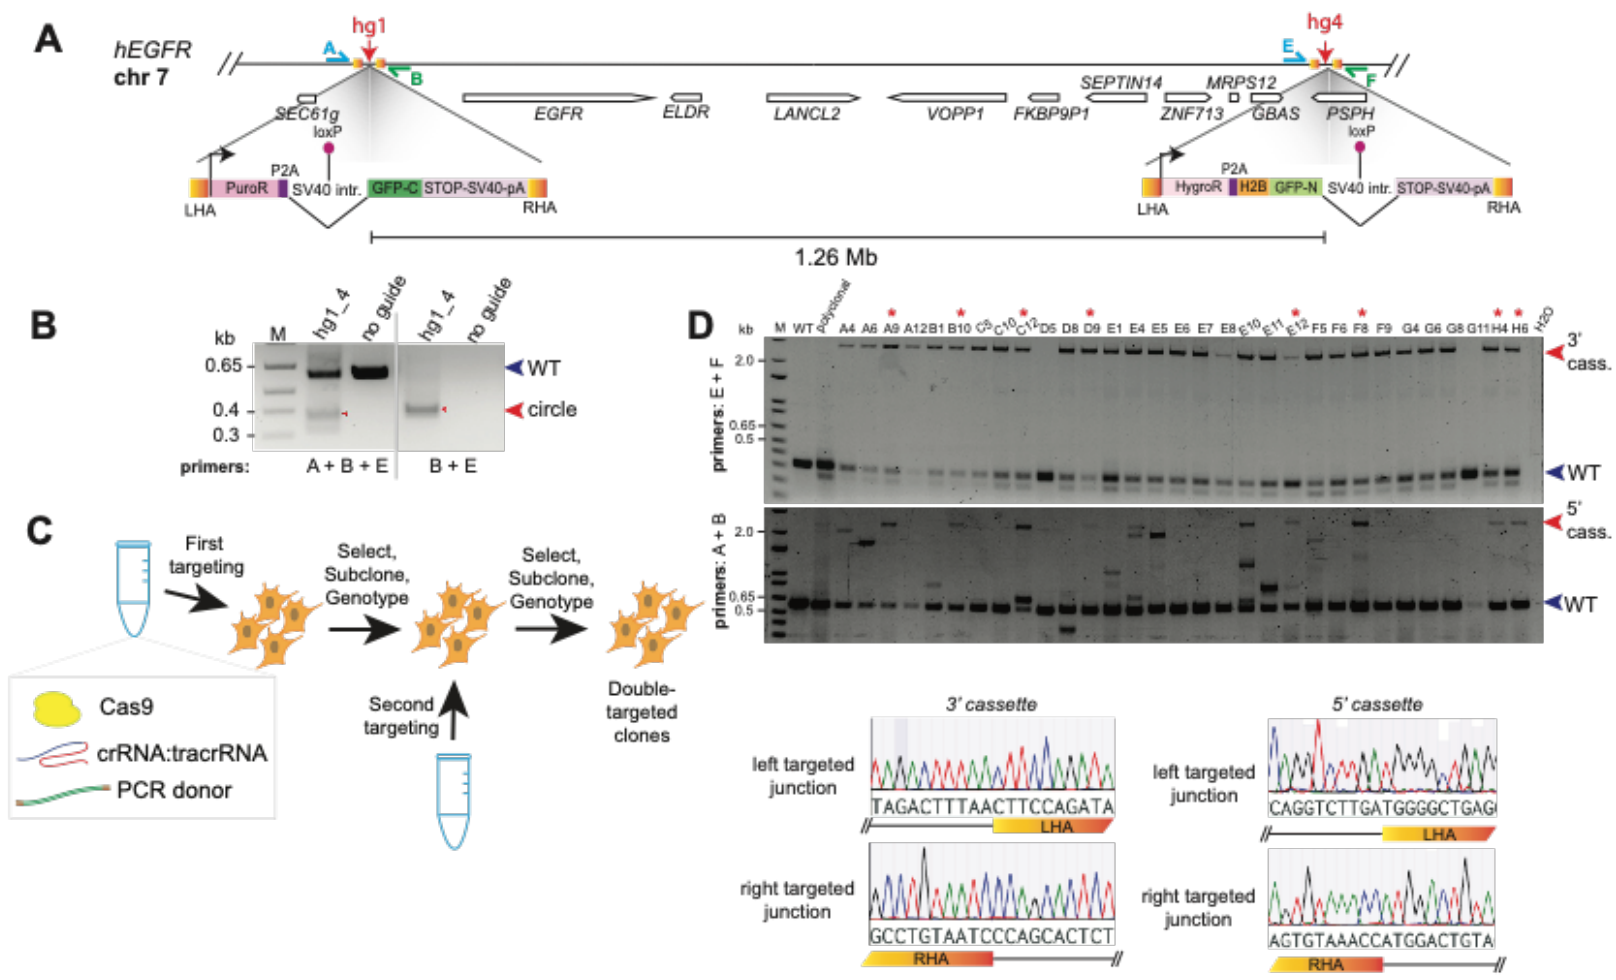 A
hEGFR
chr 7
A
hg1
B
E
hg4
F
SEC61g
EGFR
ELDR
LANCL2
VOPP1
FKBP9P1
SEPTIN14
ZNF713
MRPS12
GBAS
PSPH
loxP
PuroR
P2A
SV40 intr.
GFP-C
STOP-SV40-pA
LHA
RHA
loxP
HygroR
P2A
H2B
GFP-N
SV40 intr.
STOP-SV40-pA
LHA
RHA
1.26 Mb
B
kb
M
hg1_4
no guide
hg1_4
no guide
0.65
0.4
0.3
WT
circle
primers:
A + B + E
B + E
C
First
targeting
Select,
Subclone,
Genotype
Select,
Subclone,
Genotype
Second
targeting
Double-
targeted
clones
Cas9
crRNA:tracrRNA
PCR donor
D
kb
M WT polyclonal A4 A6 A9 A12 B1 B10 C5 C10 C12 D5 D8 D9 E1 E4 E5 E6 E7 E8 E10 E11 E12 F5 F6 F8 F9 G4 G6 G8 G11 H4 H6 H2O
* * * * * * * *
primers: E + F
2.0
0.65
0.5
3'
cass.
WT
primers: A + B
2.0
0.65
0.5
5'
cass.
WT
3' cassette
left targeted
junction
TAGACTTTAACTTCCAGATA
LHA
right targeted
junction
GCCTGTAATCCCAGCACTCT
RHA
5' cassette
left targeted
junction
CAGGTCTTGATGGGGCTGAG
LHA
right targeted
junction
AGTGTAAACCATGGACTGTA
RHA